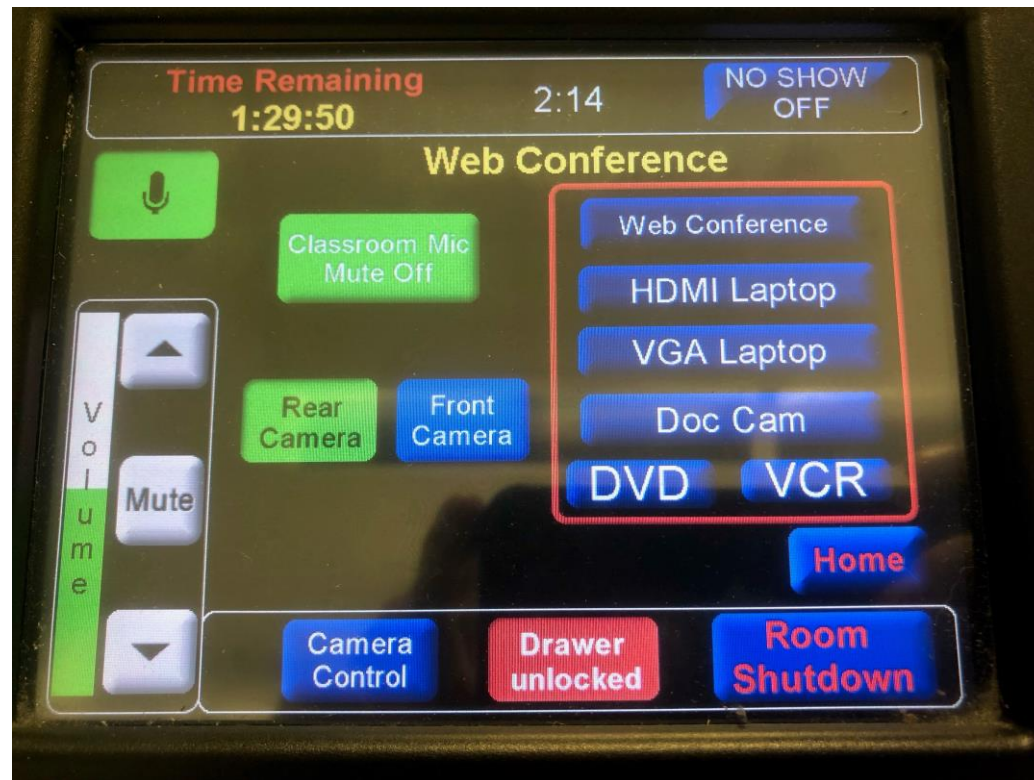 Time Remaining
1:29:50
2:14
NO SHOW
OFF
Web Conference
Classroom Mic
Mute Off
Web Conference
HDMI Laptop
VGA Laptop
Doc Cam
DVD
VCR
Rear
Camera
Front
Camera
Volume
Mute
Home
Camera
Control
Drawer
unlocked
Room
Shutdown